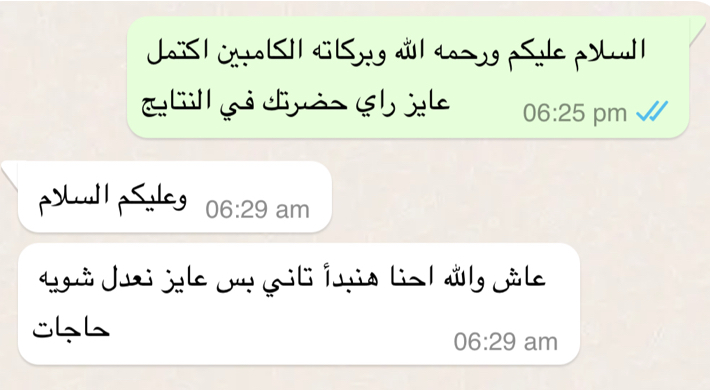 السلام عليكم ورحمه الله وبركاته الكامبين اكتمل
عايز راي حضرتك في النتايج
06:25 pm
وعليكم السلام
06:29 am
عاش والله احنا هنبدأ تاني بس عايز نعدل شويه
حاجات
06:29 am